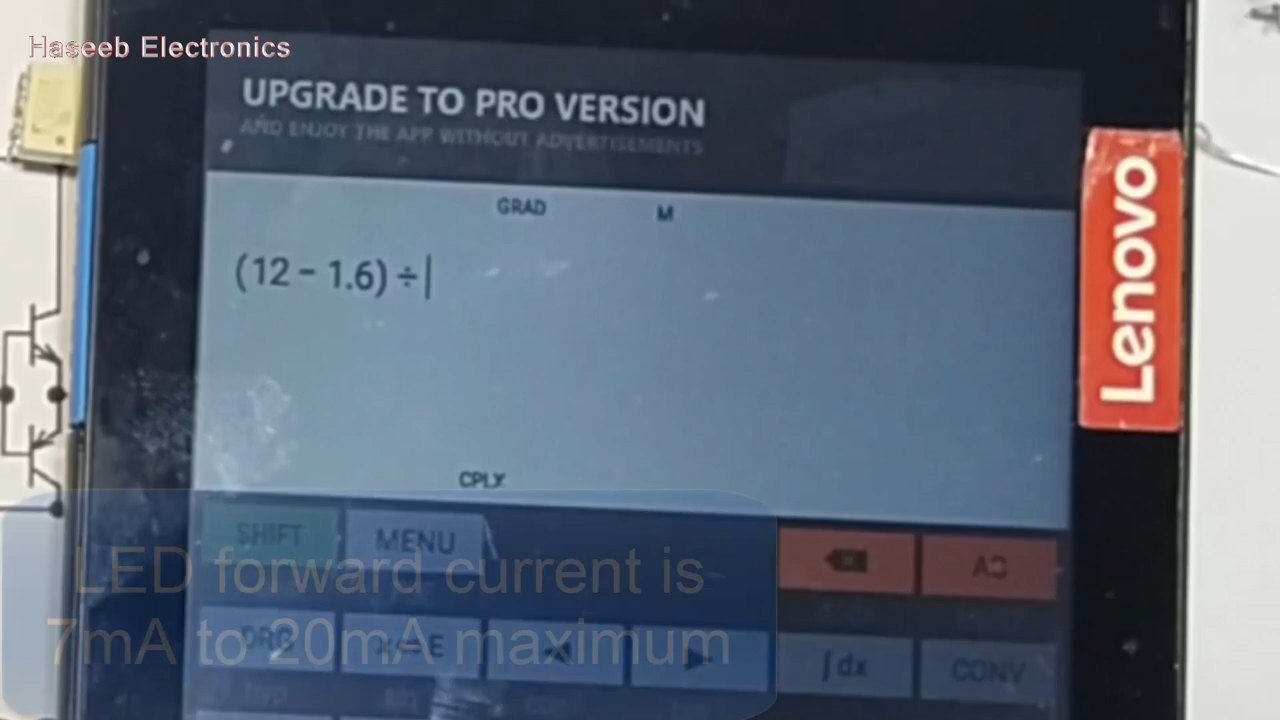 Haseeb Electronics
UPGRADE TO PRO VERSION
AND ENJOY THE APP WITHOUT ADVERTISEMENTS
GRAD M
(12 - 1.6) ÷
Lenovo
CPLX
SHIFT MENU
AC
LED forward current is
DRG
7mA to 20mA maximum
∫dx CONV